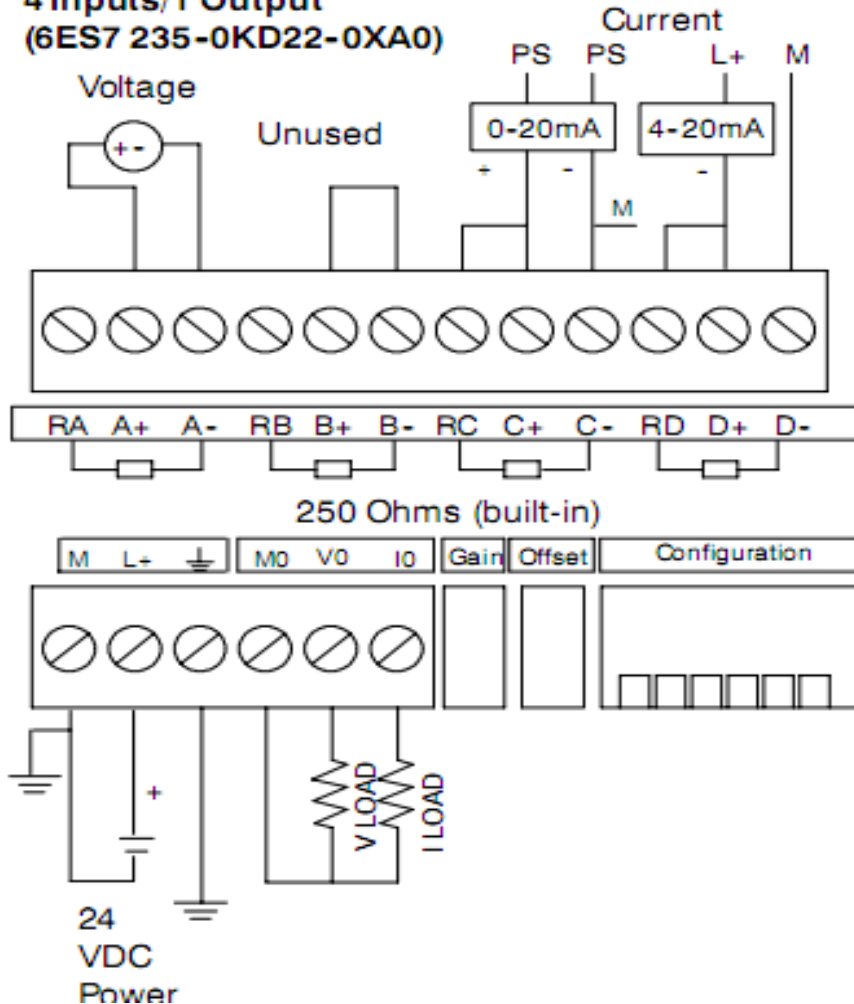 4 Inputs/1 Output
(6ES7 235-0KD22-0XA0)
Current
PS PS L+ M
Voltage
Unused
0-20mA 4-20mA
+ -
+ - -
M
RA A+ A- RB B+ B- RC C+ C- RD D+ D-
250 Ohms (built-in)
M L+ M0 V0 I0 Gain Offset Configuration
+
V LOAD
I LOAD
24
VDC
Power